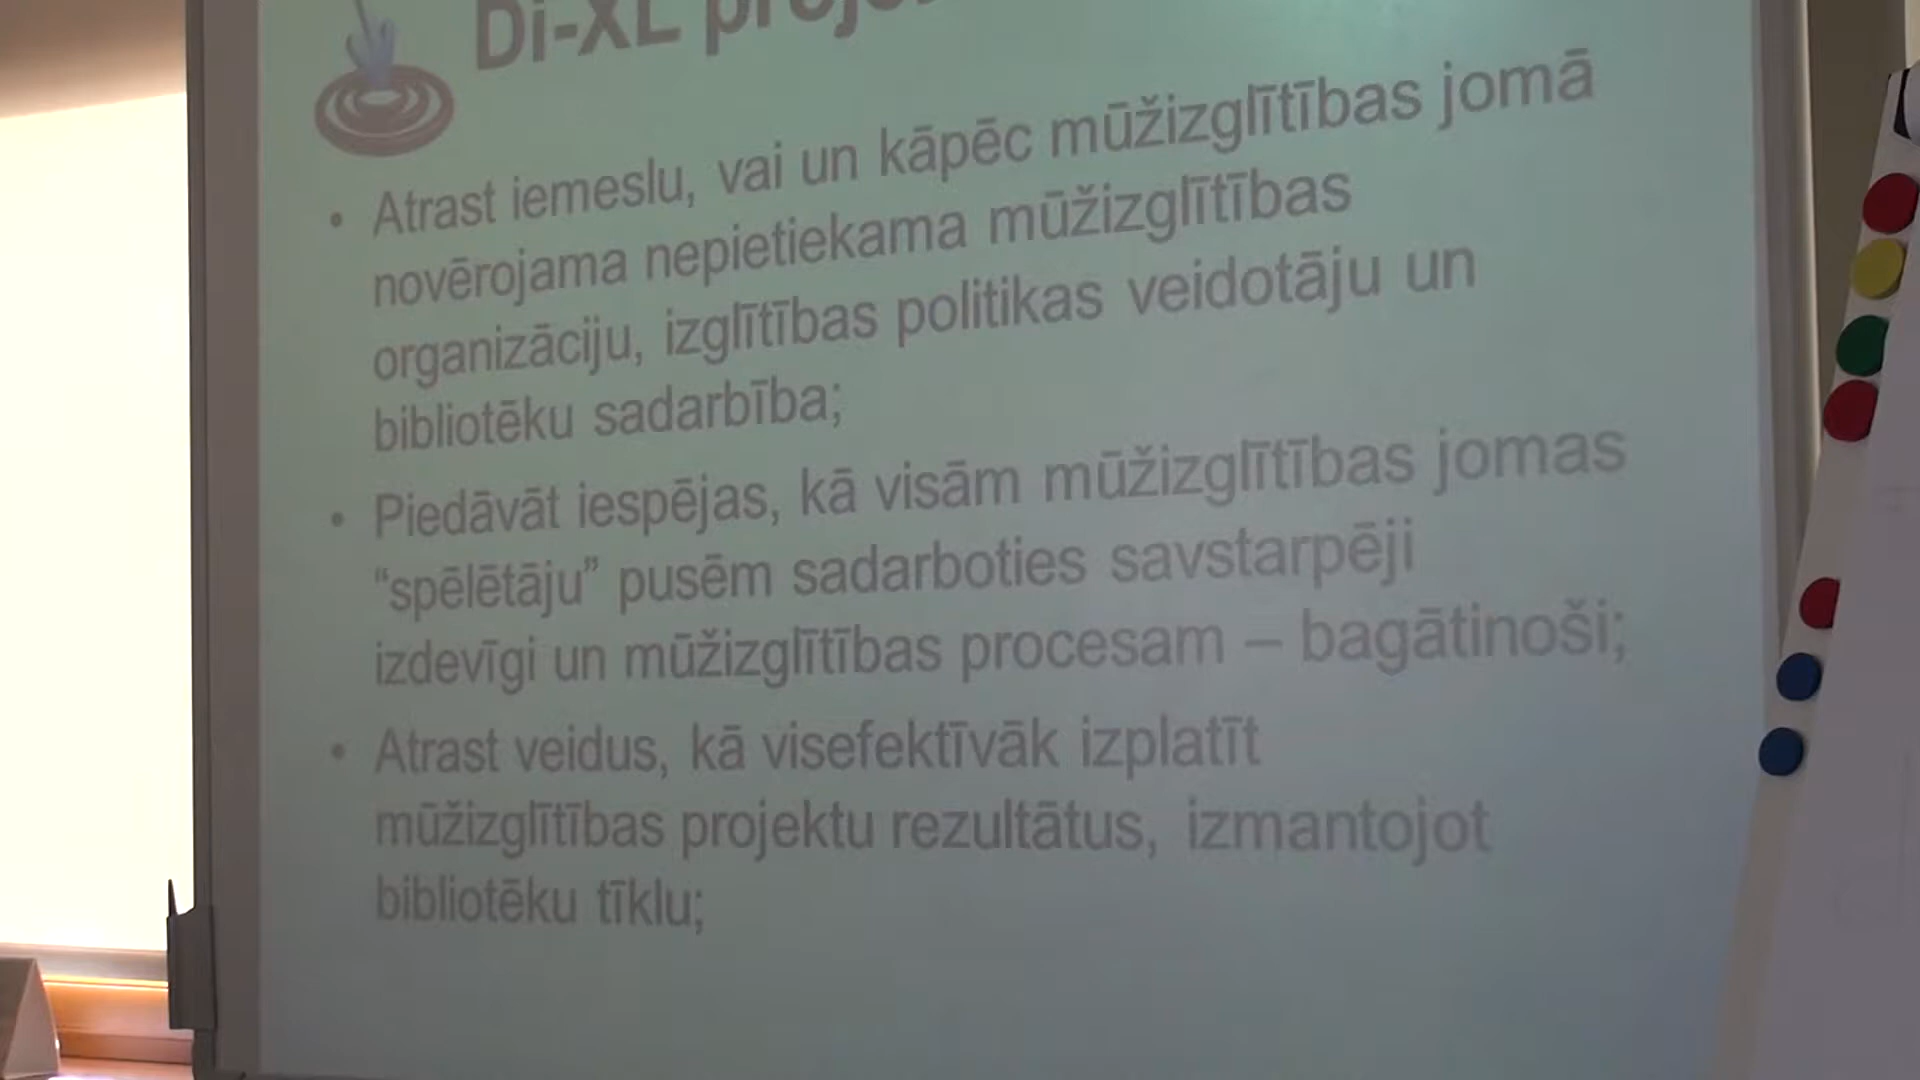 Di-XL
• Atrast iemeslu, vai un kāpēc mūžizglītības jomā
novērojama nepietiekama mūžizglītības
organizāciju, izglītības politikas veidotāju un
bibliotēku sadarbība;
• Piedāvāt iespējas, kā visām mūžizglītības jomas
“spēlētāju” pusēm sadarboties savstarpēji
izdevīgi un mūžizglītības procesam – bagātinoši;
• Atrast veidus, kā visefektīvāk izplatīt
mūžizglītības projektu rezultātus, izmantojot
bibliotēku tīklu;